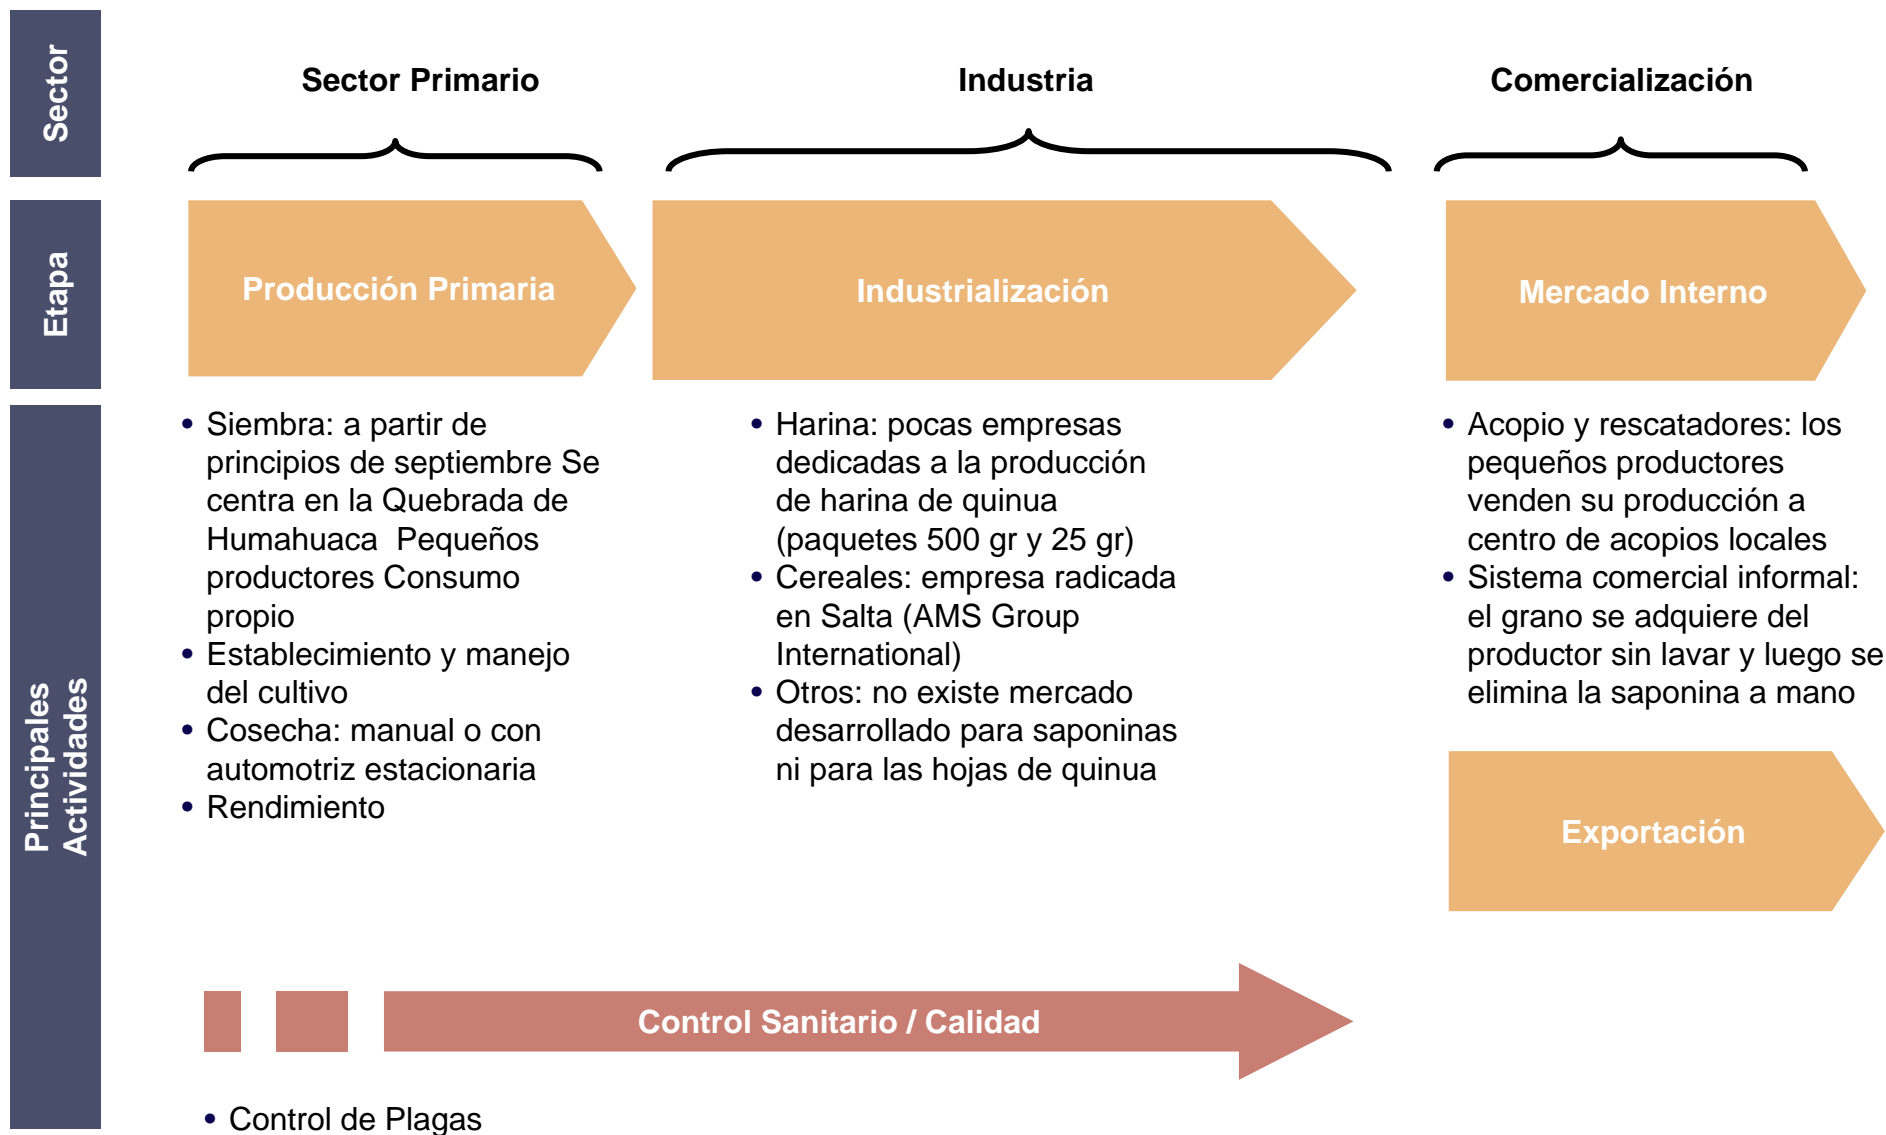 Sector
Sector Primario
Industria
Comercialización
Etapa
Producción Primaria
Industrialización
Mercado Interno
Principales
Actividades
• Siembra: a partir de
principios de septiembre Se
centra en la Quebrada de
Humahuaca  Pequeños
productores Consumo
propio
• Establecimiento y manejo
del cultivo
• Cosecha: manual o con
automotriz estacionaria
• Rendimiento
• Harina: pocas empresas
dedicadas a la producción
de harina de quinua
(paquetes 500 gr y 25 gr)
• Cereales: empresa radicada
en Salta (AMS Group
International)
• Otros: no existe mercado
desarrollado para saponinas
ni para las hojas de quinua
• Acopio y rescatadores: los
pequeños productores
venden su producción a
centro de acopios locales
• Sistema comercial informal:
el grano se adquiere del
productor sin lavar y luego se
elimina la saponina a mano
Exportación
Control Sanitario / Calidad
• Control de Plagas